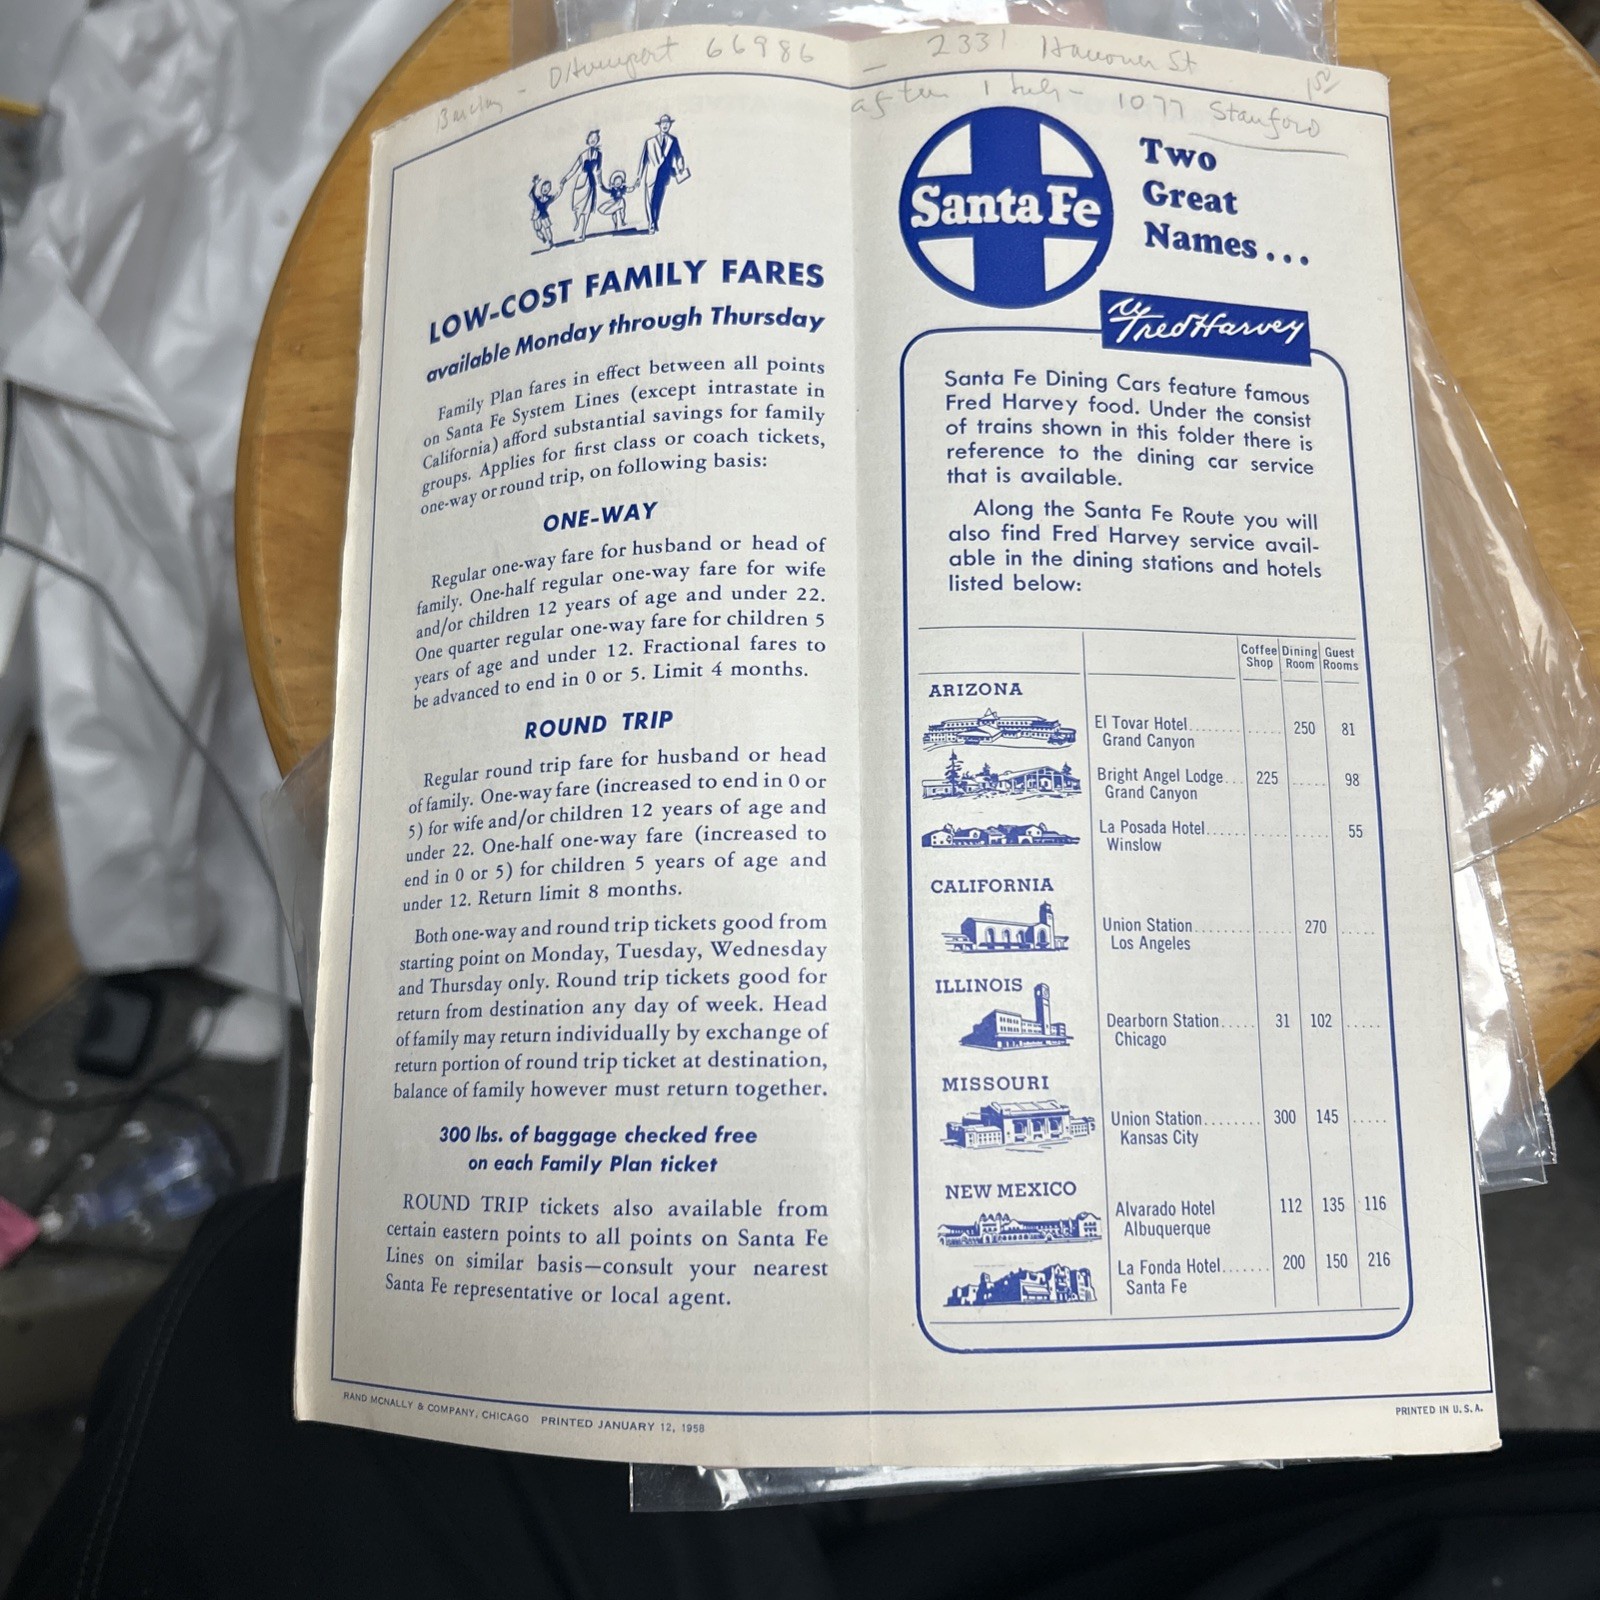 Barclay - DAvenport 66986 - 2331 Hanover St
after 1 July - 1077 Stanford
LOW-COST FAMILY FARES
available Monday through Thursday
Family Plan fares in effect between all points
on Santa Fe System Lines (except intrastate in
California) afford substantial savings for family
groups. Applies for first class or coach tickets,
one-way or round trip, on following basis:
ONE-WAY
Regular one-way fare for husband or head of
family. One-half regular one-way fare for wife
and/or children 12 years of age and under 22.
One quarter regular one-way fare for children 5
years of age and under 12. Fractional fares to
be advanced to end in 0 or 5. Limit 4 months.
ROUND TRIP
Regular round trip fare for husband or head
of family. One-way fare (increased to end in 0 or
5) for wife and/or children 12 years of age and
under 22. One-half one-way fare (increased to
end in 0 or 5) for children 5 years of age and
under 12. Return limit 8 months.
Both one-way and round trip tickets good from
starting point on Monday, Tuesday, Wednesday
and Thursday only. Round trip tickets good for
return from destination any day of week. Head
of family may return individually by exchange of
return portion of round trip ticket at destination,
balance of family however must return together.
300 lbs. of baggage checked free
on each Family Plan ticket
ROUND TRIP tickets also available from
certain eastern points to all points on Santa Fe
Lines on similar basis—consult your nearest
Santa Fe representative or local agent.
RAND MCNALLY & COMPANY, CHICAGO PRINTED JANUARY 12, 1958
Santa Fe
Two
Great
Names...
Fred Harvey
Santa Fe Dining Cars feature famous
Fred Harvey food. Under the consist
of trains shown in this folder there is
reference to the dining car service
that is available.
Along the Santa Fe Route you will
also find Fred Harvey service avail-
able in the dining stations and hotels
listed below:
Coffee Shop Dining Room Guest Rooms
ARIZONA
El Tovar Hotel............... 250 81
Grand Canyon
Bright Angel Lodge... 225 ..... 98
Grand Canyon
La Posada Hotel.................. 55
Winslow
CALIFORNIA
Union Station............... 270 .....
Los Angeles
ILLINOIS
Dearborn Station..... 31 102 .....
Chicago
MISSOURI
Union Station........ 300 145 .....
Kansas City
NEW MEXICO
Alvarado Hotel 112 135 116
Albuquerque
La Fonda Hotel....... 200 150 216
Santa Fe
PRINTED IN U.S.A.